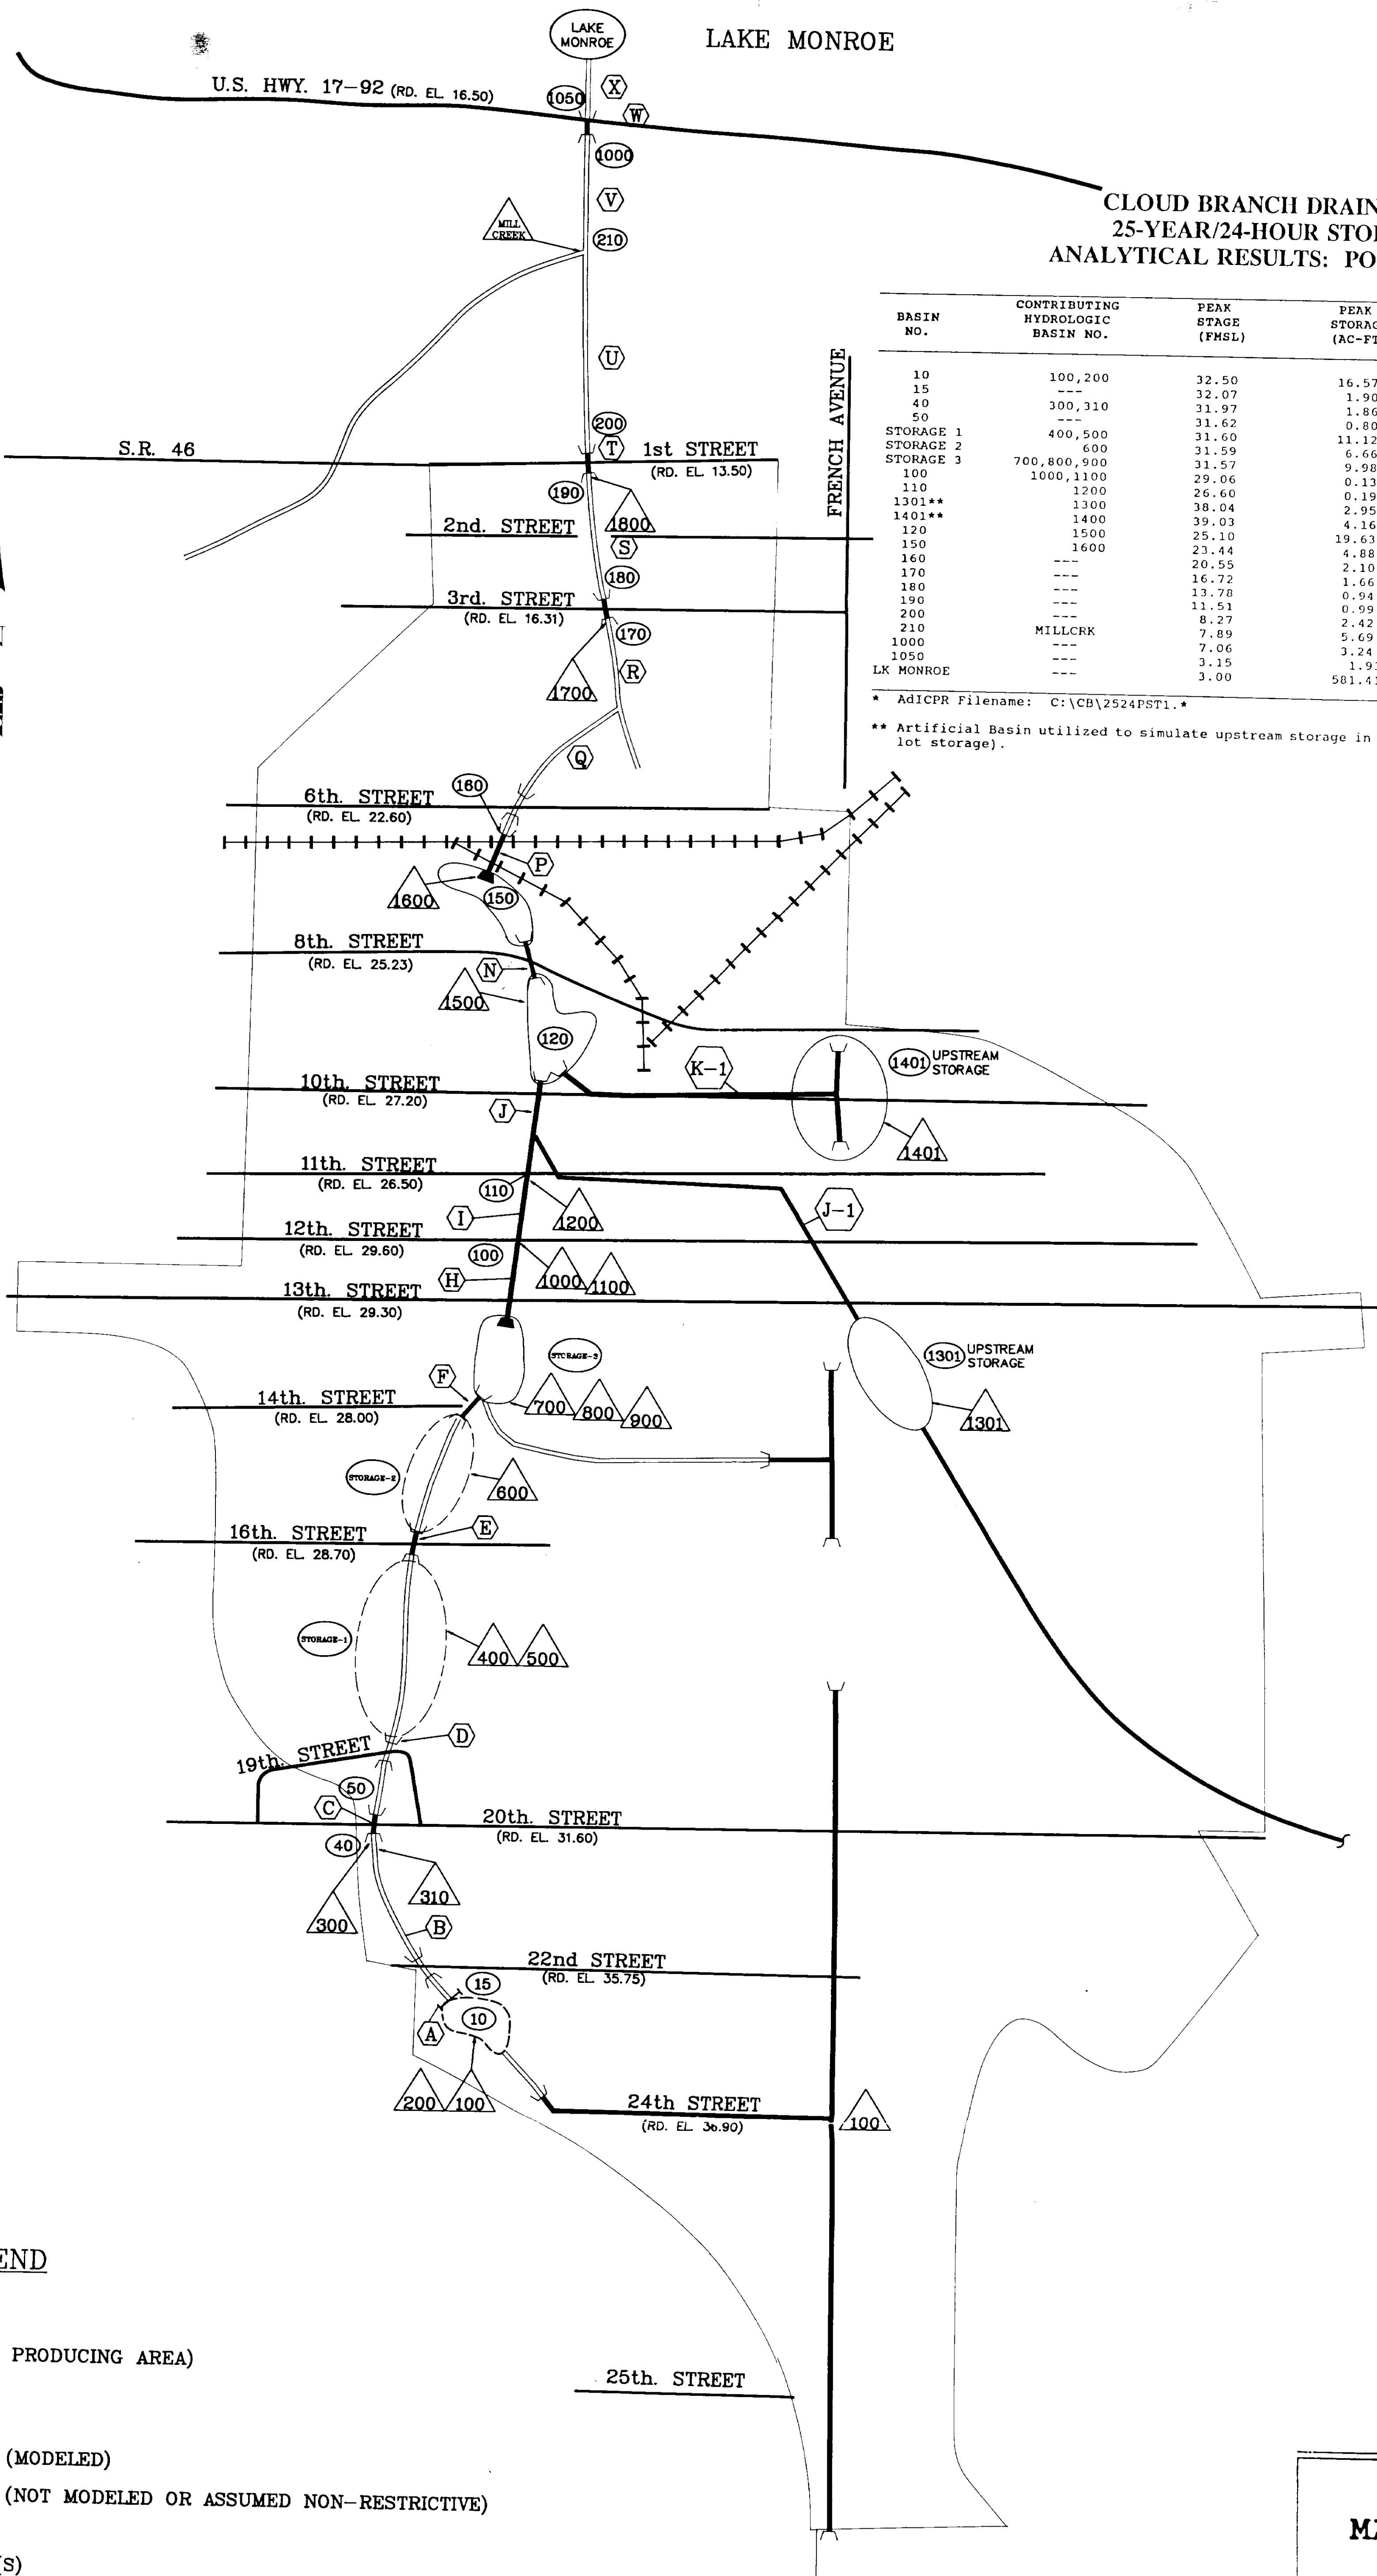 LAKE MONROE
LAKE
MONROE
U.S. HWY. 17-92 (RD. EL. 16.50)
1050
X
W
1000
V
MILL
CREEK
210
U
200
T
S.R. 46
1st STREET
(RD. EL. 13.50)
190
1800
2nd. STREET
S
180
3rd. STREET
(RD. EL. 16.31)
170
R
1700
Q
FRENCH AVENUE
CLOUD BRANCH DRAIN
25-YEAR/24-HOUR STO
ANALYTICAL RESULTS: PO
BASIN NO. CONTRIBUTING HYDROLOGIC BASIN NO. PEAK STAGE (FMSL) PEAK STORAG (AC-FT
10 100,200 32.50 16.57
15 --- 32.07 1.90
40 300,310 31.97 1.86
50 --- 31.62 0.80
STORAGE 1 400,500 31.60 11.12
STORAGE 2 600 31.59 6.66
STORAGE 3 700,800,900 31.57 9.98
100 1000,1100 29.06 0.13
110 1200 26.60 0.19
1301** 1300 38.04 2.95
1401** 1400 39.03 4.16
120 1500 25.10 19.63
150 1600 23.44 4.88
160 --- 20.55 2.10
170 --- 16.72 1.66
180 --- 13.78 0.94
190 --- 11.51 0.99
200 --- 8.27 2.42
210 MILLCRK 7.89 5.69
1000 --- 7.06 3.24
1050 --- 3.15 1.9
LK MONROE --- 3.00 581.4
* AdICPR Filename: C:\CB\2524PST1.*
** Artificial Basin utilized to simulate upstream storage in
lot storage).
160
6th. STREET
(RD. EL. 22.60)
P
1600
150
8th. STREET
(RD. EL. 25.23)
N
1500
120
10th. STREET
(RD. EL. 27.20)
K-1
1401
UPSTREAM
STORAGE
1401
J
11th. STREET
(RD. EL. 26.50)
110
1200
J-1
I
12th. STREET
(RD. EL. 29.60)
100
1000
1100
H
13th. STREET
(RD. EL. 29.30)
STORAGE-3
1301
UPSTREAM
STORAGE
1301
F
14th. STREET
(RD. EL. 28.00)
700
800
900
STORAGE-2
600
16th. STREET
(RD. EL. 28.70)
E
STORAGE-1
400
500
D
19th. STREET
50
C
20th. STREET
(RD. EL. 31.60)
40
310
300
B
22nd STREET
(RD. EL. 35.75)
15
10
A
200
100
24th STREET
(RD. EL. 36.90)
100
25th. STREET
END
PRODUCING AREA)
(MODELED)
(NOT MODELED OR ASSUMED NON-RESTRICTIVE)
(S)